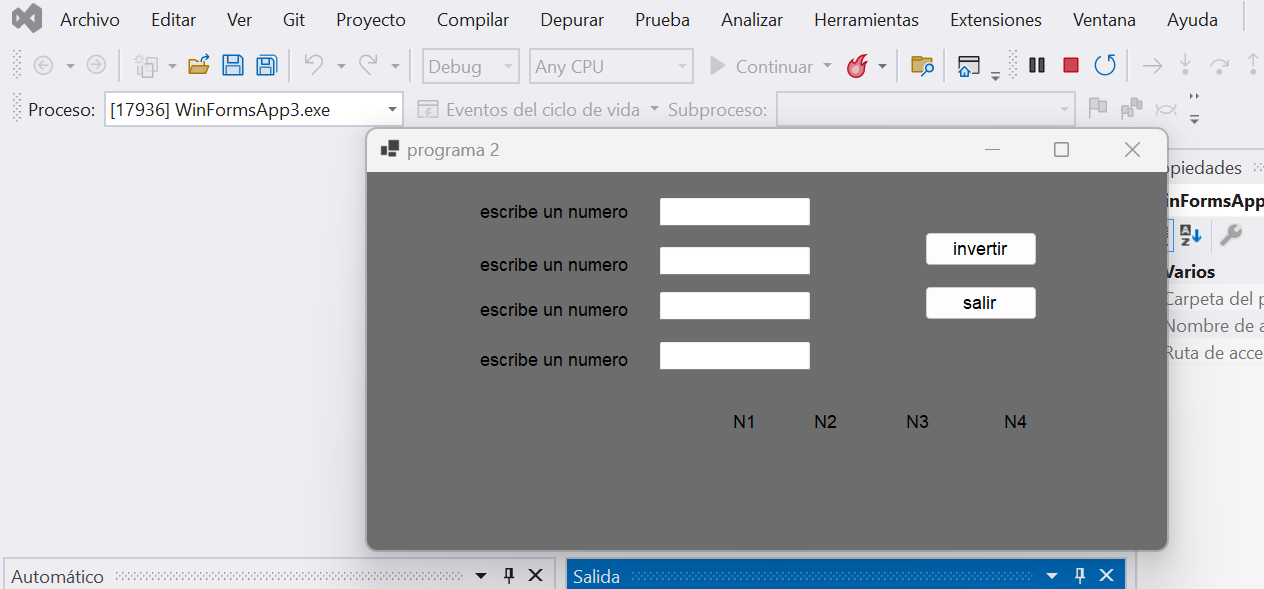 Archivo Editar Ver Git Proyecto Compilar Depurar Prueba Analizar Herramientas Extensiones Ventana Ayuda
Debug Any CPU Continuar
Proceso: [17936] WinFormsApp3.exe Eventos del ciclo de vida Subproceso:
programa 2
opiedades
inFormsApp
escribe un numero
invertir
escribe un numero
Varios
salir
Carpeta del p
escribe un numero
Nombre de a
Ruta de acce
escribe un numero
N1 N2 N3 N4
Automático Salida